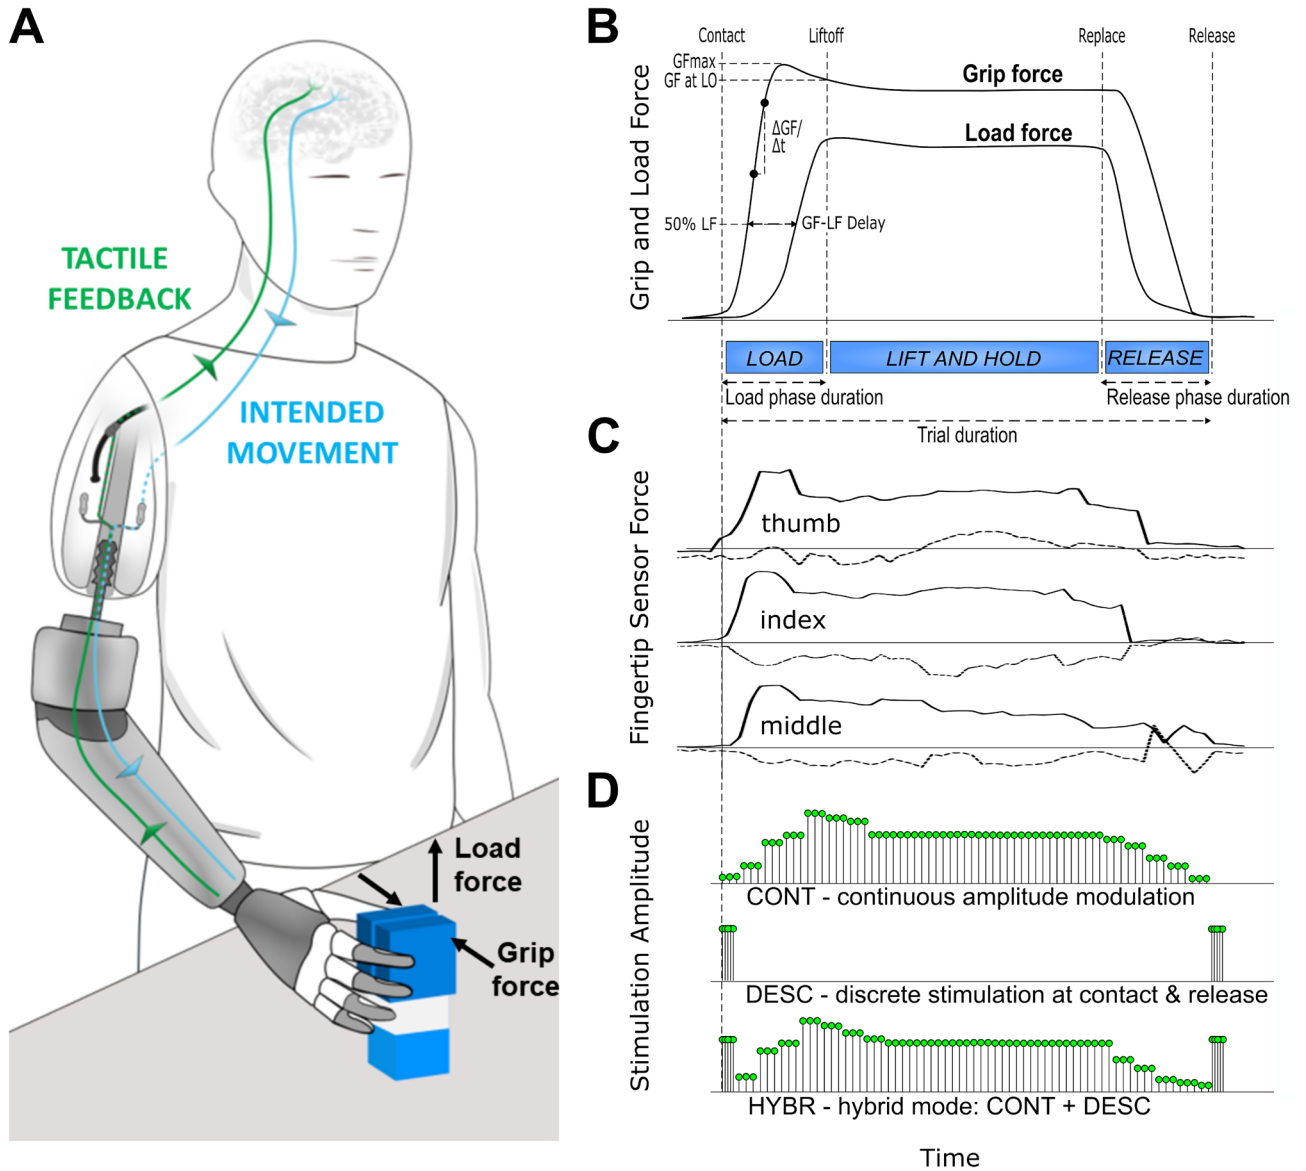 A
TACTILE
FEEDBACK
INTENDED
MOVEMENT
Load
force
Grip
force
B
Contact
Liftoff
Replace
Release
GFmax
GF at LO
Grip force
Load force
ΔGF/
Δt
50% LF
GF-LF Delay
Grip and Load Force
LOAD
LIFT AND HOLD
RELEASE
Load phase duration
Release phase duration
Trial duration
C
Fingertip Sensor Force
thumb
index
middle
D
Stimulation Amplitude
CONT - continuous amplitude modulation
DESC - discrete stimulation at contact & release
Stimulation Amplitude
HYBR - hybrid mode: CONT + DESC
Time